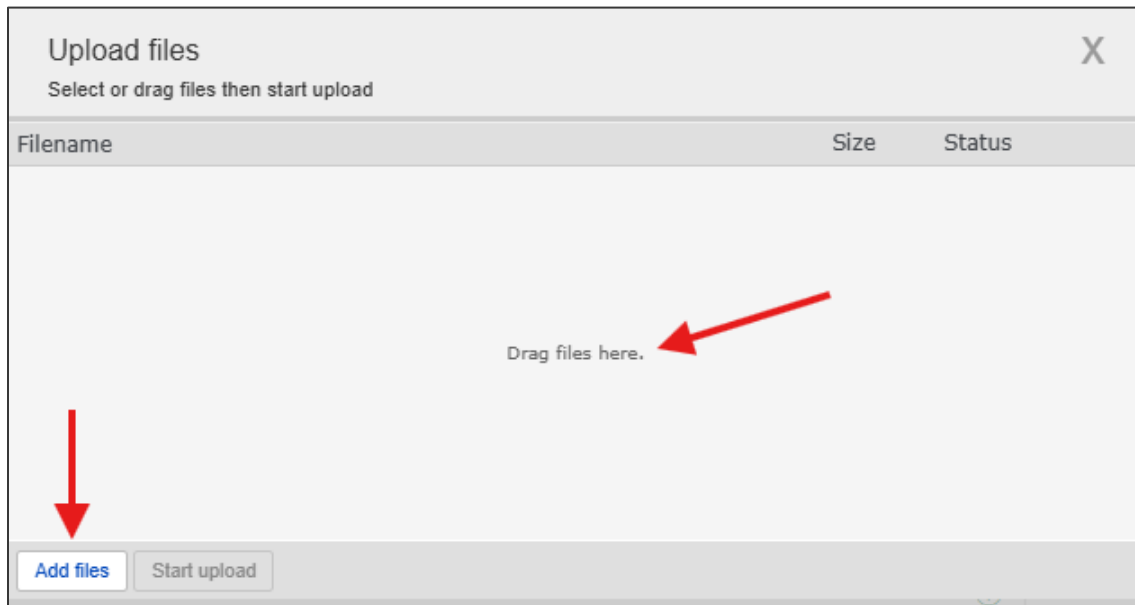 Upload files
X
Select or drag files then start upload
Filename Size Status
Drag files here.
Add files Start upload